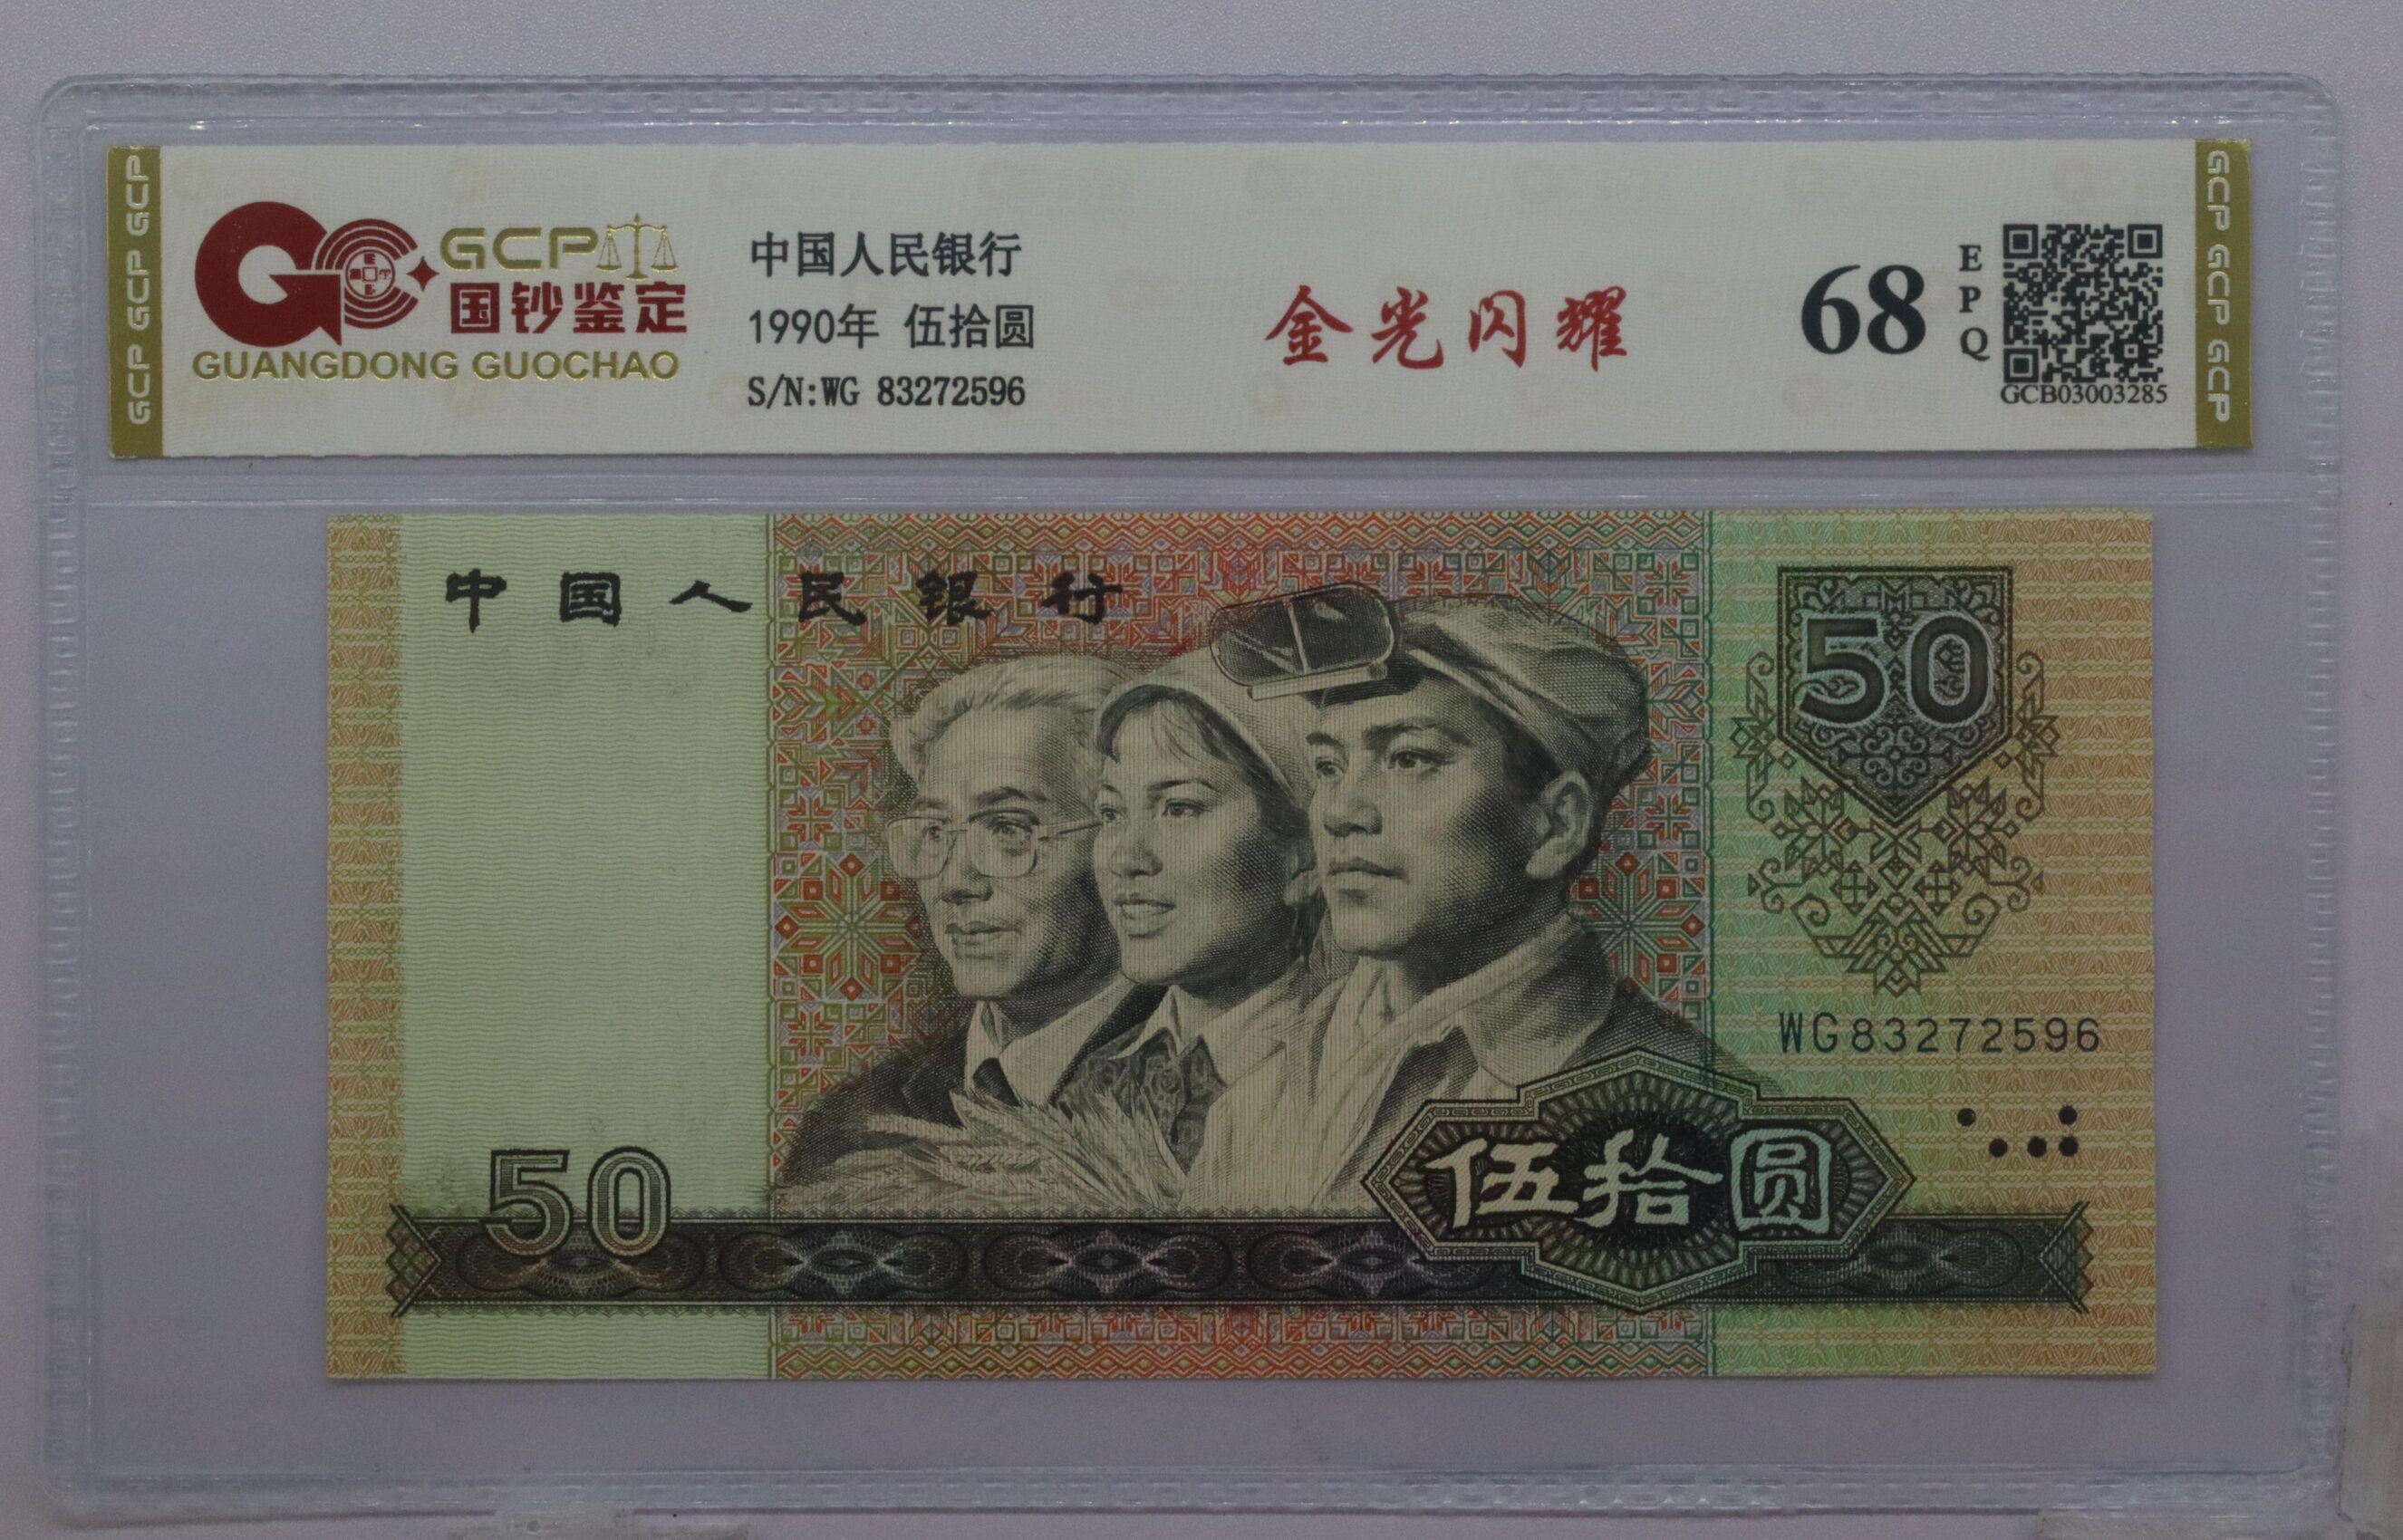 GCP GCP GCP
GCP
国钞鉴定
GUANGDONG GUOCHAO
中国人民银行
1990年 伍拾圆
S/N:WG 83272596
金光闪耀
68
EPQ
GCB03003285
GCP GCP GCP
中国人民银行
50
WG83272596
50
伍拾圆